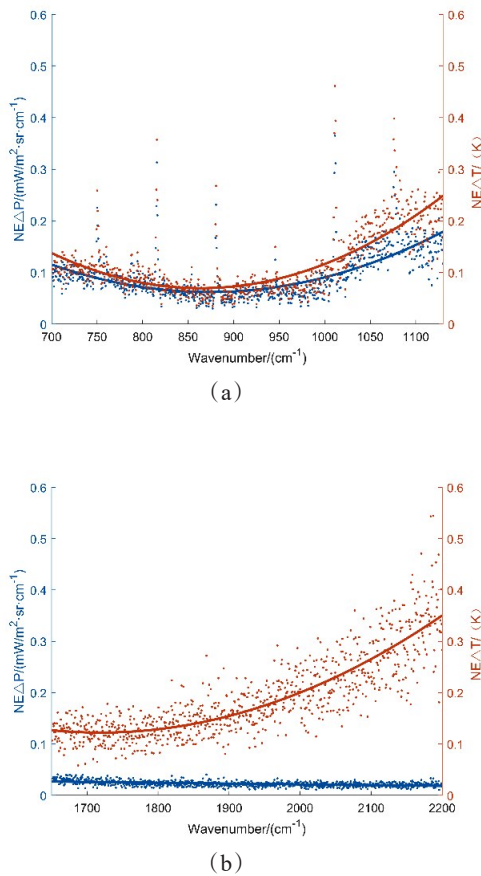 0.6
0.5
0.4
0.3
0.2
0.1
0
NE△P/(mW/m²·sr·cm⁻¹)
0.6
0.5
0.4
0.3
0.2
0.1
0
NE△T/（K）
700 750 800 850 900 950 1000 1050 1100
Wavenumber/(cm⁻¹)
（a）
0.6
0.5
0.4
0.3
0.2
0.1
0
NE△P/(mW/m²·sr·cm⁻¹)
0.6
0.5
0.4
0.3
0.2
0.1
0
NE△T/（K）
1700 1800 1900 2000 2100 2200
Wavenumber/(cm⁻¹)
（b）